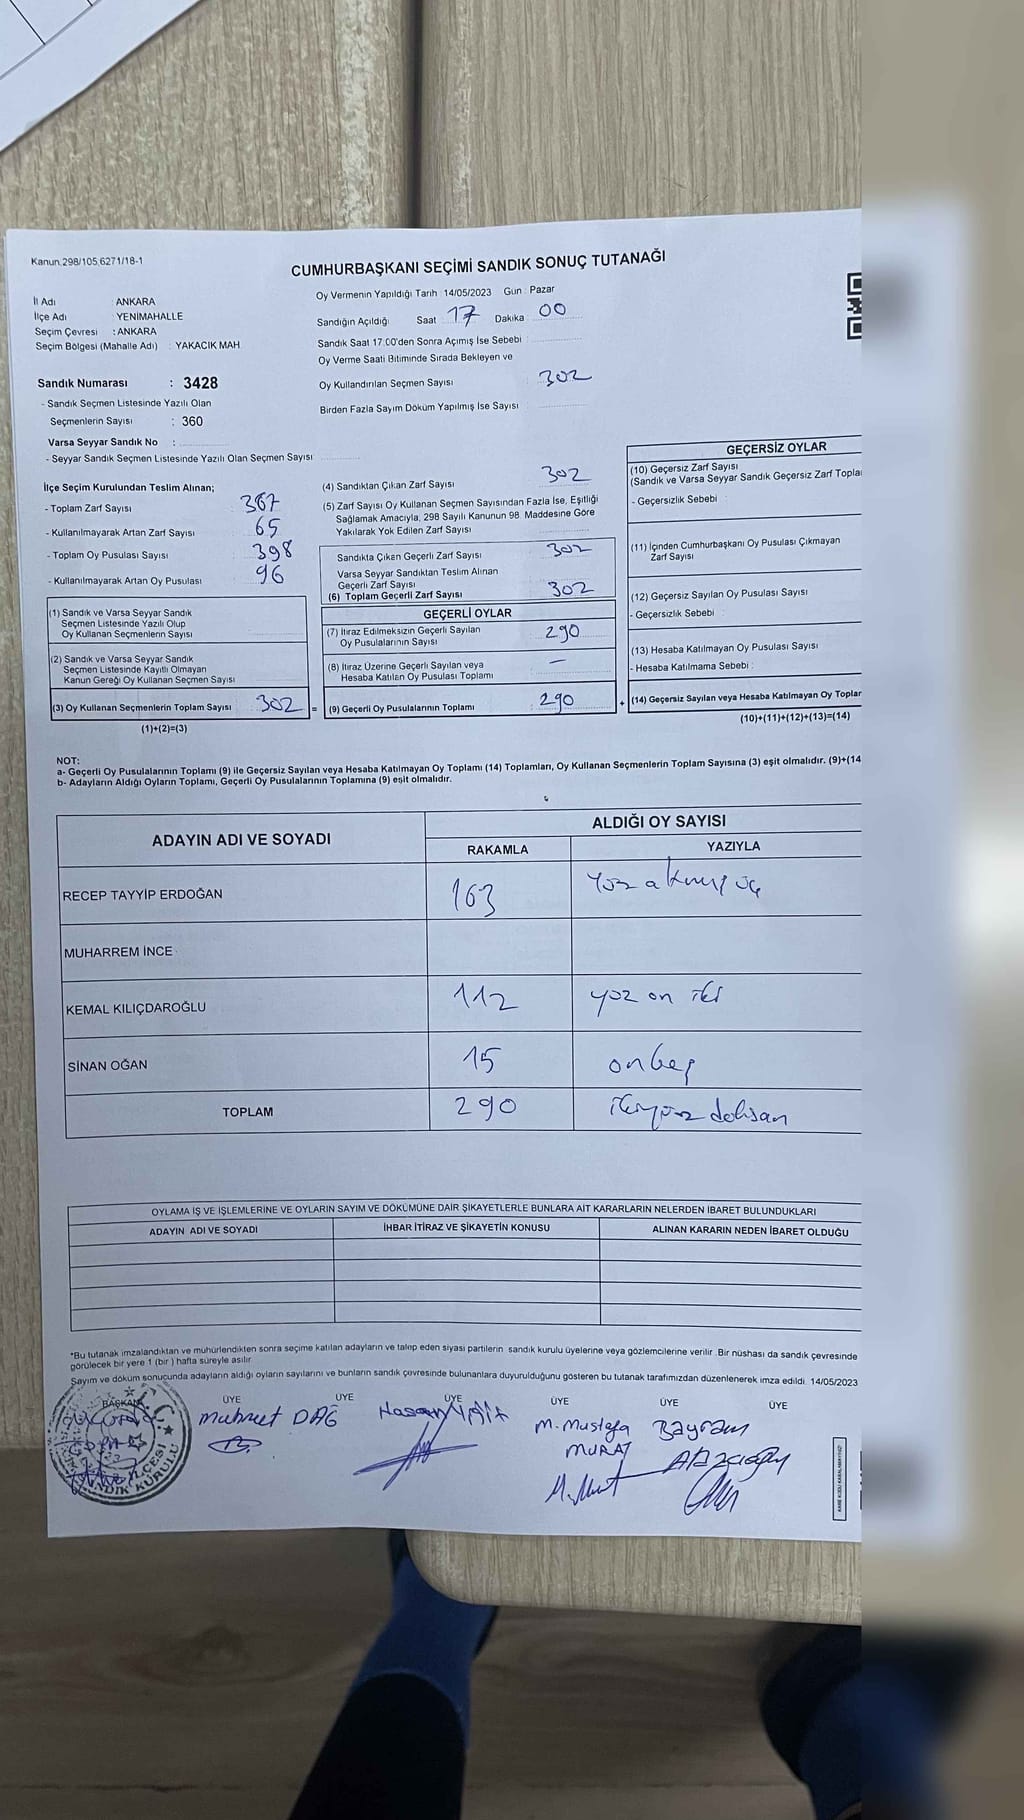 Kanun.298/105,6271/18-1
CUMHURBAŞKANI SEÇİMİ SANDIK SONUÇ TUTANAĞI
İl Adı : ANKARA
İlçe Adı : YENİMAHALLE
Seçim Çevresi : ANKARA
Seçim Bölgesi (Mahalle Adı) : YAKACIK MAH
Oy Vermenin Yapıldığı Tarih 14/05/2023 Gün : Pazar
Sandığın Açıldığı Saat 17 Dakika : 00
Sandık Saat 17:00'den Sonra Açımış İse Sebebi
Oy Verme Saati Bitiminde Sırada Bekleyen ve
Oy Kullandırılan Seçmen Sayısı 302
Birden Fazla Sayım Döküm Yapılmış İse Sayısı
Sandık Numarası : 3428
- Sandık Seçmen Listesinde Yazılı Olan
Seçmenlerin Sayısı : 360
Varsa Seyyar Sandık No :
- Seyyar Sandık Seçmen Listesinde Yazılı Olan Seçmen Sayısı
İlçe Seçim Kurulundan Teslim Alınan;
- Toplam Zarf Sayısı 367
- Kullanılmayarak Artan Zarf Sayısı 65
- Toplam Oy Pusulası Sayısı 398
- Kullanılmayarak Artan Oy Pusulası 96
(1) Sandık ve Varsa Seyyar Sandık
Seçmen Listesinde Yazılı Olup
Oy Kullanan Seçmenlerin Sayısı
(2) Sandık ve Varsa Seyyar Sandık
Seçmen Listesinde Kayıtlı Olmayan
Kanun Gereği Oy Kullanan Seçmen Sayısı
(3) Oy Kullanan Seçmenlerin Toplam Sayısı 302 =
(1)+(2)=(3)
(4) Sandıktan Çıkan Zarf Sayısı 302
(5) Zarf Sayısı Oy Kullanan Seçmen Sayısından Fazla İse, Eşitliği
Sağlamak Amacıyla, 298 Sayılı Kanunun 98. Maddesine Göre
Yakılarak Yok Edilen Zarf Sayısı
Sandıkta Çıkan Geçerli Zarf Sayısı 302
Varsa Seyyar Sandıktan Teslim Alınan
Geçerli Zarf Sayısı
(6) Toplam Geçerli Zarf Sayısı 302
GEÇERLİ OYLAR
(7) İtiraz Edilmeksizin Geçerli Sayılan
Oy Pusulalarının Sayısı 290
(8) İtiraz Üzerine Geçerli Sayılan veya
Hesaba Katılan Oy Pusulası Toplamı —
(9) Geçerli Oy Pusulalarının Toplamı 290 +
GEÇERSİZ OYLAR
(10) Geçersiz Zarf Sayısı
(Sandık ve Varsa Seyyar Sandık Geçersiz Zarf Topla
- Geçersizlik Sebebi :
(11) İçinden Cumhurbaşkanı Oy Pusulası Çıkmayan
Zarf Sayısı
(12) Geçersiz Sayılan Oy Pusulası Sayısı
- Geçersizlik Sebebi :
(13) Hesaba Katılmayan Oy Pusulası Sayısı
- Hesaba Katılmama Sebebi :
(14) Geçersiz Sayılan veya Hesaba Katılmayan Oy Toplar
(10)+(11)+(12)+(13)=(14)
NOT:
a- Geçerli Oy Pusulalarının Toplamı (9) ile Geçersiz Sayılan veya Hesaba Katılmayan Oy Toplamı (14) Toplamları, Oy Kullanan Seçmenlerin Toplam Sayısına (3) eşit olmalıdır. (9)+(14
b- Adayların Aldığı Oyların Toplamı, Geçerli Oy Pusulalarının Toplamına (9) eşit olmalıdır.
ADAYIN ADI VE SOYADI
ALDIĞI OY SAYISI
RAKAMLA YAZIYLA
RECEP TAYYİP ERDOĞAN 163 yüz akmış üç
MUHARREM İNCE
KEMAL KILIÇDAROĞLU 112 yüz on iki
SİNAN OĞAN 15 onbeş
TOPLAM 290 ikiyüz doksan
OYLAMA İŞ VE İŞLEMLERİNE VE OYLARIN SAYIM VE DÖKÜMÜNE DAİR ŞİKAYETLERLE BUNLARA AİT KARARLARIN NELERDEN İBARET BULUNDUKLARI
ADAYIN ADI VE SOYADI İHBAR İTİRAZ VE ŞİKAYETİN KONUSU ALINAN KARARIN NEDEN İBARET OLDUĞU
*Bu tutanak imzalandıktan ve mühürlendikten sonra seçime katılan adayların ve talep eden siyasi partilerin sandık kurulu üyelerine veya gözlemcilerine verilir .Bir nüshası da sandık çevresinde
görülecek bir yere 1 (bir ) hafta süreyle asılır.
Sayım ve döküm sonucunda adayların aldığı oyların sayılarını ve bunların sandık çevresinde bulunanlara duyurulduğunu gösteren bu tutanak tarafımızdan düzenlenerek imza edildi. 14/05/2023
BAŞKAN ÜYE ÜYE ÜYE ÜYE ÜYE ÜYE
Mehmet DAĞ
Hasan Yiğit
M. Mustafa
MURAT
Bayram
SANDIK KURULU